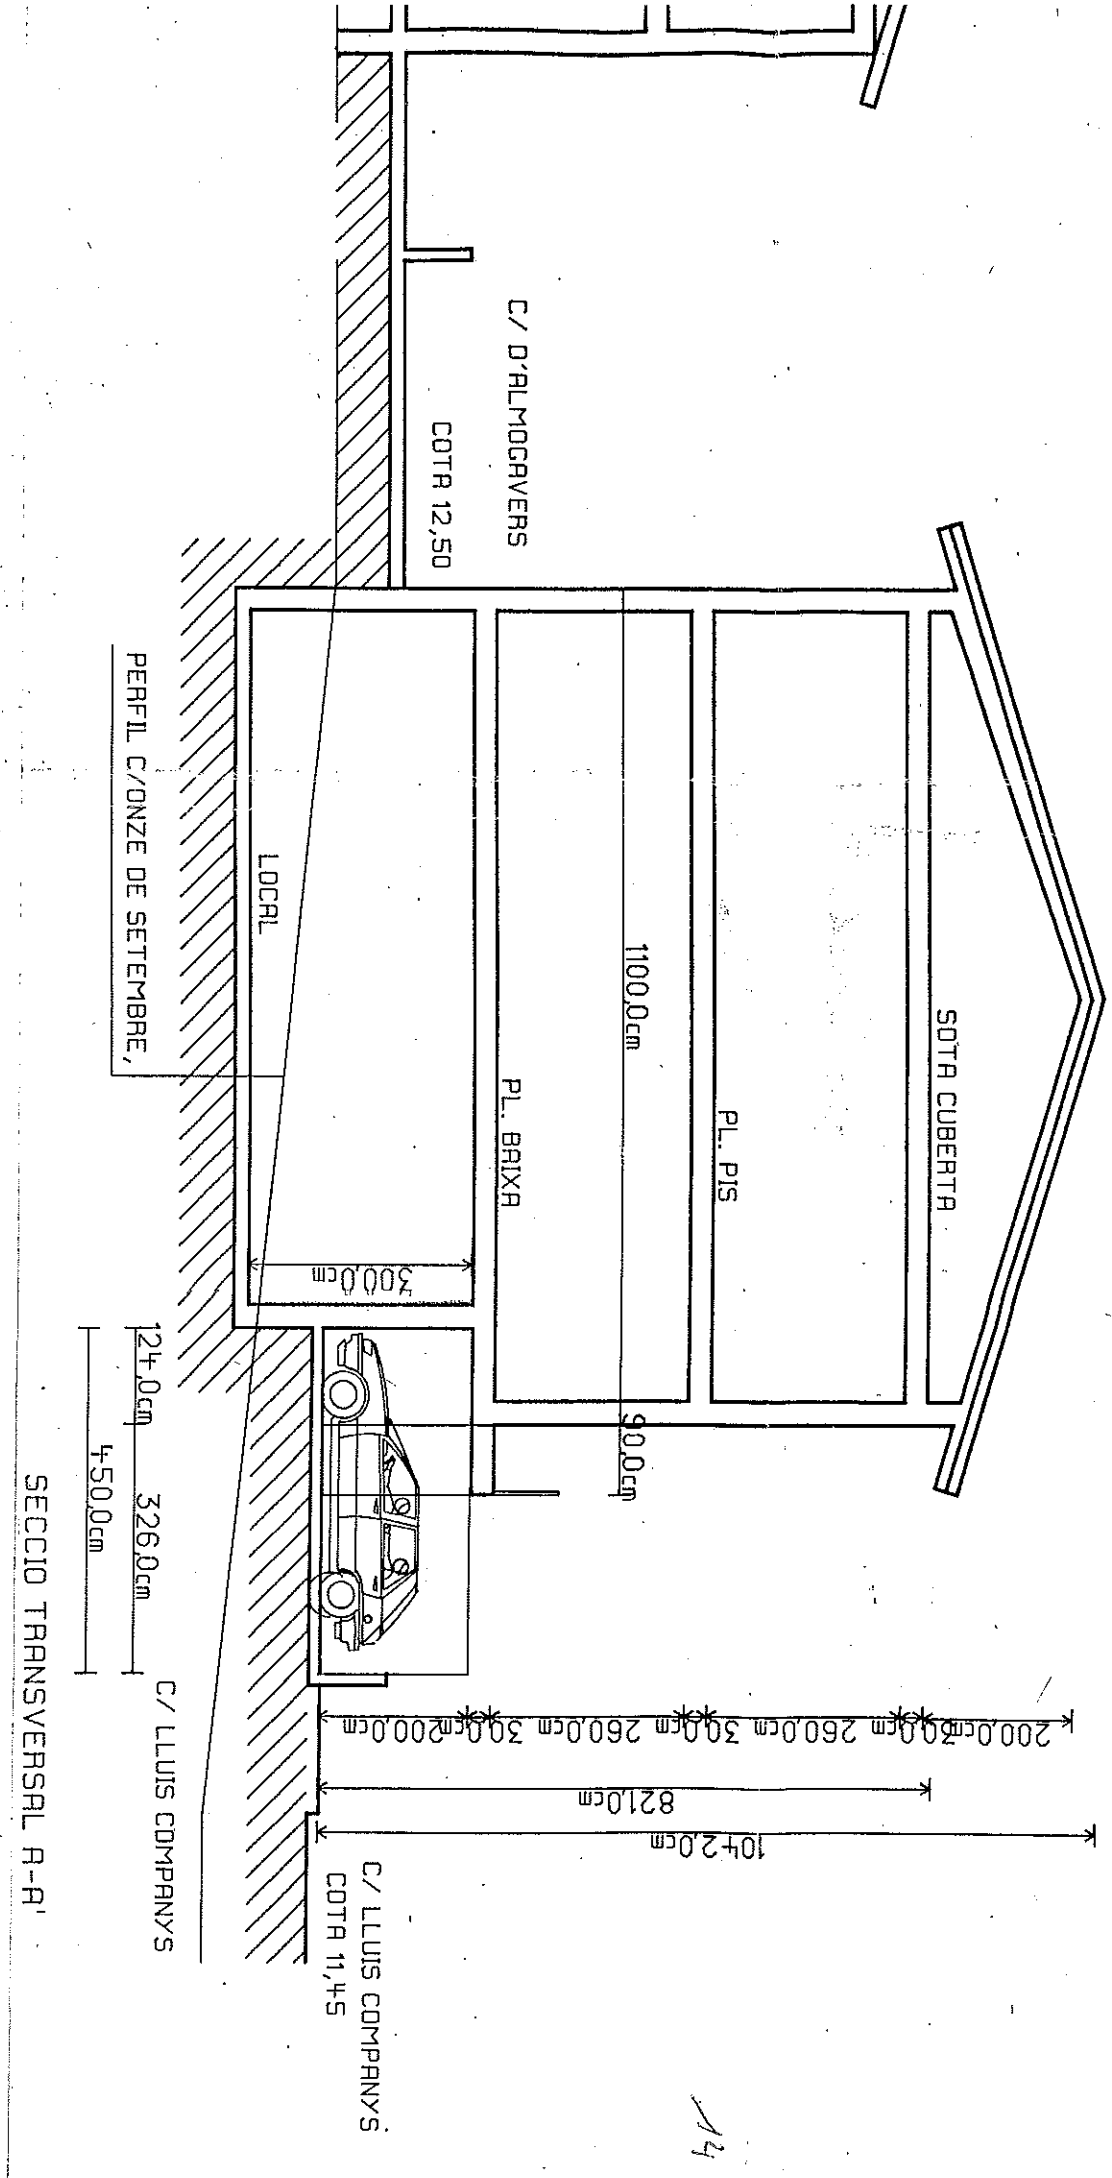 SOTA CUBERTA
PL. PIS
1100,0cm
90,0cm
PL. BAIXA
C/ D'ALMOGAVERS
COTA 12,50
300,0cm
LOCAL
PERFIL C/ONZE DE SETEMBRE,
124,0cm
326,0cm
450,0cm
200,0cm
30,0cm
260,0cm
30,0
260,0cm
30,0
200,0cm
821,0cm
1042,0cm
C/ LLUIS COMPANYS
COTA 11,45
C/ LLUIS COMPANYS
SECCIO TRANSVERSAL A-A'
14